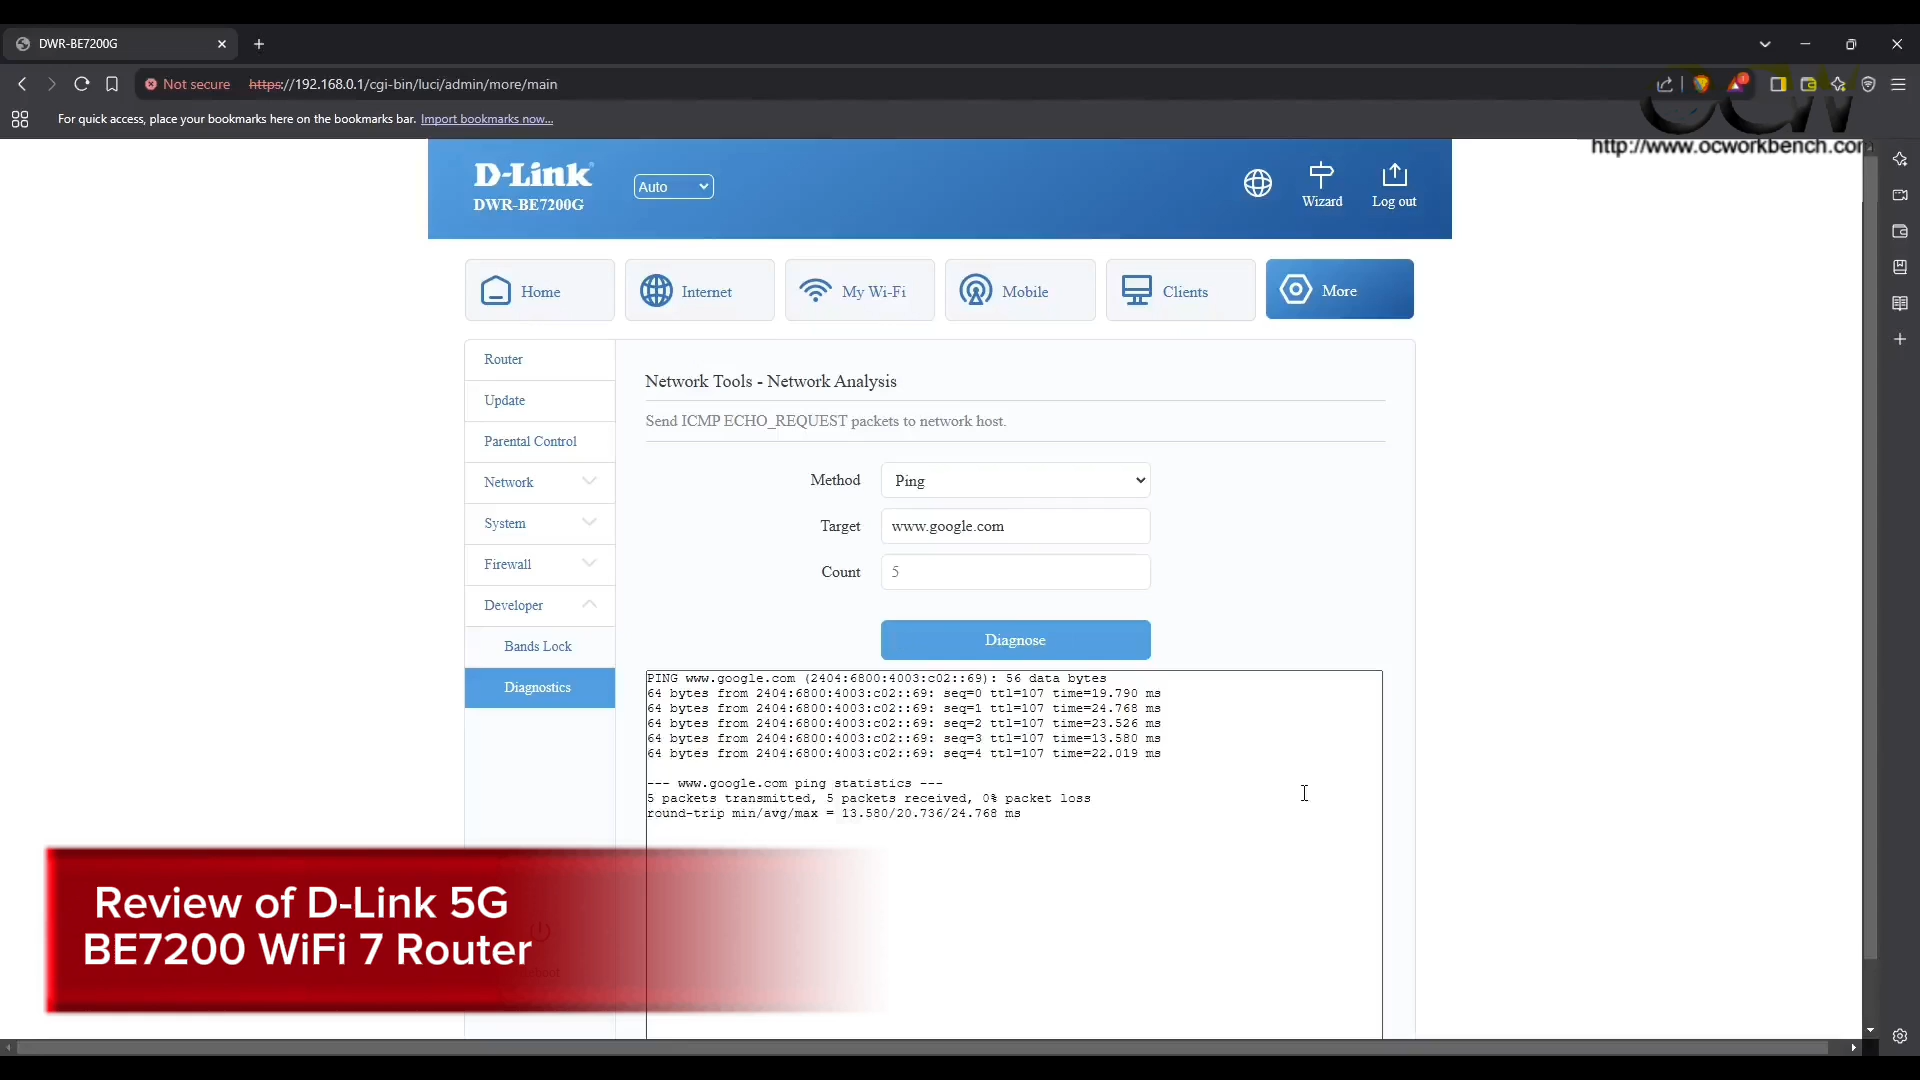 DWR-BE7200G
Not secure https://192.168.0.1/cgi-bin/luci/admin/more/main
For quick access, place your bookmarks here on the bookmarks bar. Import bookmarks now...
OCW
http://www.ocworkbench.com
D-Link
DWR-BE7200G
Auto
Wizard
Log out
Home
Internet
My Wi-Fi
Mobile
Clients
More
Router
Update
Parental Control
Network
System
Firewall
Developer
Bands Lock
Diagnostics
Network Tools - Network Analysis
Send ICMP ECHO_REQUEST packets to network host.
Method Ping
Target www.google.com
Count 5
Diagnose
PING www.google.com (2404:6800:4003:c02::69): 56 data bytes
64 bytes from 2404:6800:4003:c02::69: seq=0 ttl=107 time=19.790 ms
64 bytes from 2404:6800:4003:c02::69: seq=1 ttl=107 time=24.768 ms
64 bytes from 2404:6800:4003:c02::69: seq=2 ttl=107 time=23.526 ms
64 bytes from 2404:6800:4003:c02::69: seq=3 ttl=107 time=13.580 ms
64 bytes from 2404:6800:4003:c02::69: seq=4 ttl=107 time=22.019 ms
--- www.google.com ping statistics ---
5 packets transmitted, 5 packets received, 0% packet loss
round-trip min/avg/max = 13.580/20.736/24.768 ms
Review of D-Link 5G
BE7200 WiFi 7 Router